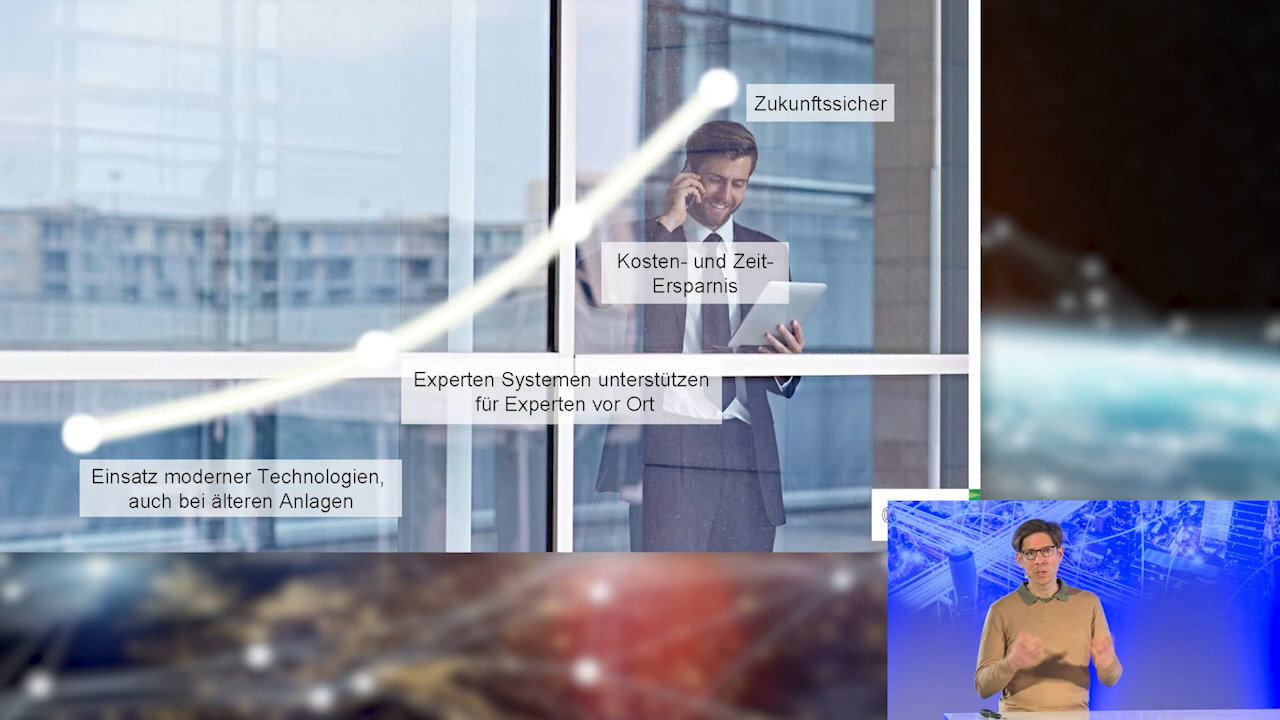 Zukunftssicher
Kosten- und Zeit-
Ersparnis
Experten Systemen unterstützen
für Experten vor Ort
Einsatz moderner Technologien,
auch bei älteren Anlagen